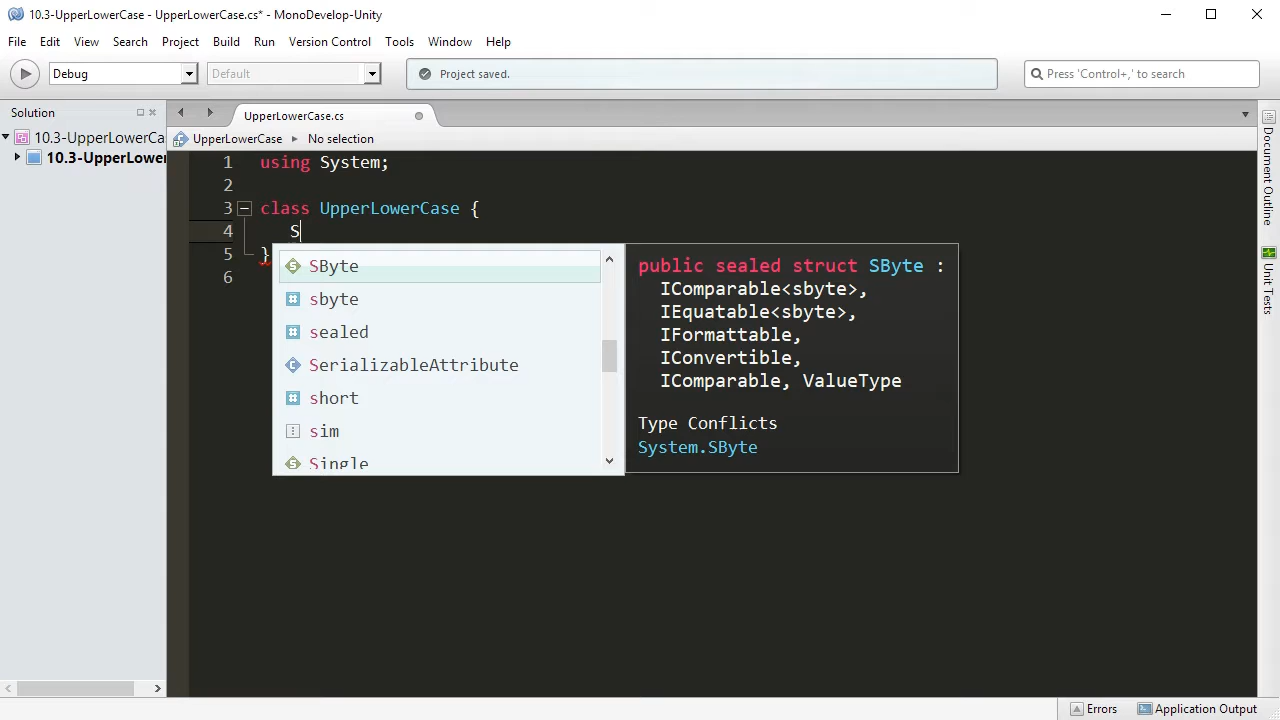 10.3-UpperLowerCase - UpperLowerCase.cs* - MonoDevelop-Unity
File Edit View Search Project Build Run Version Control Tools Window Help
Debug Default Project saved. Press 'Control+,' to search
Solution
UpperLowerCase.cs
10.3-UpperLowerCa
10.3-UpperLower
UpperLowerCase No selection
1 using System;
2
3 class UpperLowerCase {
4 S
5 }
6
SByte
sbyte
sealed
SerializableAttribute
short
sim
Single
public sealed struct SByte :
IComparable<sbyte>,
IEquatable<sbyte>,
IFormattable,
IConvertible,
IComparable, ValueType
Type Conflicts
System.SByte
Document Outline
Unit Tests
Errors Application Output